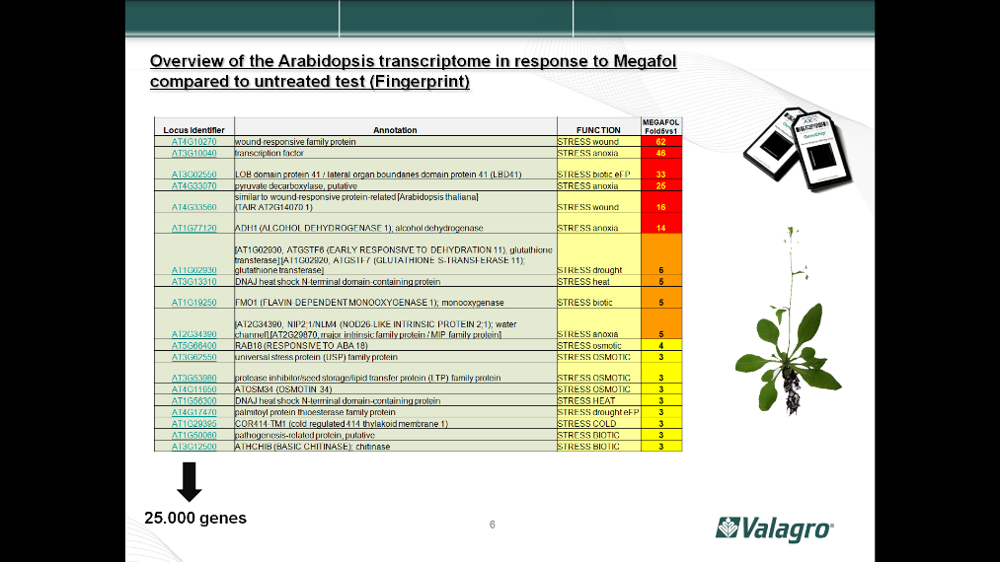 Overview of the Arabidopsis transcriptome in response to Megafol
compared to untreated test (Fingerprint)
Locus Identifier Annotation FUNCTION MEGAFOL Fold5vs1
AT4G10270 wound-responsive family protein STRESS wound 62
AT3G10040 transcription factor STRESS anoxia 46
AT3G02550 LOB domain protein 41 / lateral organ boundaries domain protein 41 (LBD41) STRESS biotic eFP 33
AT4G33070 pyruvate decarboxylase, putative STRESS anoxia 25
similar to wound-responsive protein-related [Arabidopsis thaliana]
AT4G33560 (TAIR:AT2G14070.1) STRESS wound 16
AT1G77120 ADH1 (ALCOHOL DEHYDROGENASE 1); alcohol dehydrogenase STRESS anoxia 14
[AT1G02930, ATGSTF6 (EARLY RESPONSIVE TO DEHYDRATION 11); glutathione
transferase];[AT1G02920, ATGSTF7 (GLUTATHIONE S-TRANSFERASE 11);
AT1G02930 glutathione transferase] STRESS drought 6
AT3G13310 DNAJ heat shock N-terminal domain-containing protein STRESS heat 5
AT1G19250 FMO1 (FLAVIN-DEPENDENT MONOOXYGENASE 1); monooxygenase STRESS biotic 5
[AT2G34390, NIP2;1/NLM4 (NOD26-LIKE INTRINSIC PROTEIN 2;1); water
AT2G34390 channel];[AT2G29870, major intrinsic family protein / MIP family protein] STRESS anoxia 5
AT5G66400 RAB18 (RESPONSIVE TO ABA 18) STRESS osmotic 4
AT3G62550 universal stress protein (USP) family protein STRESS OSMOTIC 3
AT3G53980 protease inhibitor/seed storage/lipid transfer protein (LTP) family protein STRESS OSMOTIC 3
AT4G11650 ATOSM34 (OSMOTIN 34) STRESS OSMOTIC 3
AT1G56300 DNAJ heat shock N-terminal domain-containing protein STRESS HEAT 3
AT4G17470 palmitoyl protein thioesterase family protein STRESS drought eFP 3
AT1G29395 COR414-TM1 (cold regulated 414 thylakoid membrane 1) STRESS COLD 3
AT1G50060 pathogenesis-related protein, putative STRESS BIOTIC 3
AT3G12500 ATHCHIB (BASIC CHITINASE); chitinase STRESS BIOTIC 3
25.000 genes
6
Valagro